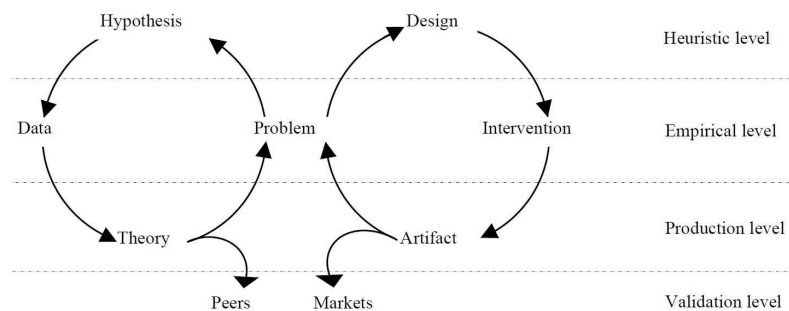 Hypothesis
Design
Heuristic level
Data
Problem
Intervention
Empirical level
Theory
Artifact
Production level
Peers
Markets
Validation level